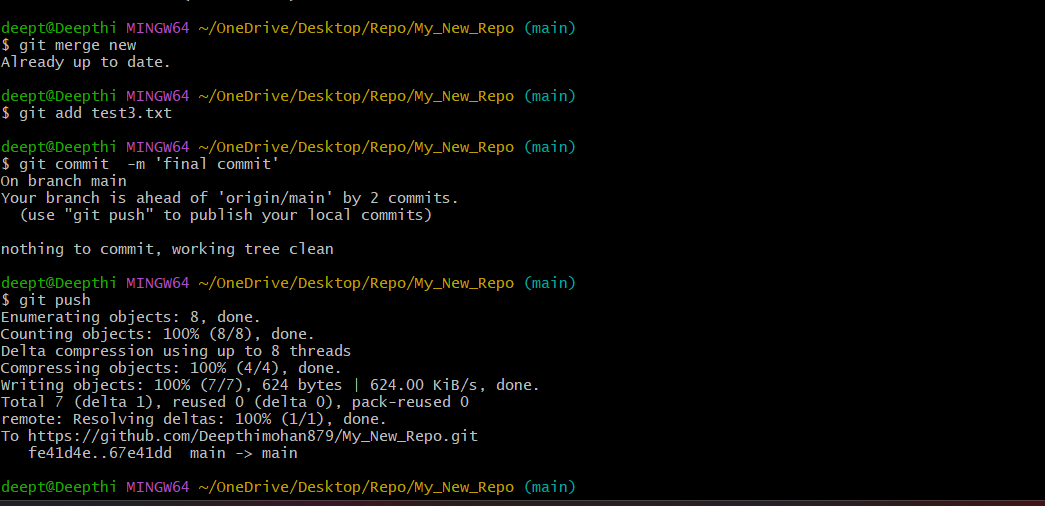 deept@Deepthi MINGW64 ~/OneDrive/Desktop/Repo/My_New_Repo (main)
$ git merge new
Already up to date.
deept@Deepthi MINGW64 ~/OneDrive/Desktop/Repo/My_New_Repo (main)
$ git add test3.txt
deept@Deepthi MINGW64 ~/OneDrive/Desktop/Repo/My_New_Repo (main)
$ git commit  -m 'final commit'
On branch main
Your branch is ahead of 'origin/main' by 2 commits.
  (use "git push" to publish your local commits)
nothing to commit, working tree clean
deept@Deepthi MINGW64 ~/OneDrive/Desktop/Repo/My_New_Repo (main)
$ git push
Enumerating objects: 8, done.
Counting objects: 100% (8/8), done.
Delta compression using up to 8 threads
Compressing objects: 100% (4/4), done.
Writing objects: 100% (7/7), 624 bytes | 624.00 KiB/s, done.
Total 7 (delta 1), reused 0 (delta 0), pack-reused 0
remote: Resolving deltas: 100% (1/1), done.
To https://github.com/Deepthimohan879/My_New_Repo.git
   fe41d4e..67e41dd  main -> main
deept@Deepthi MINGW64 ~/OneDrive/Desktop/Repo/My_New_Repo (main)